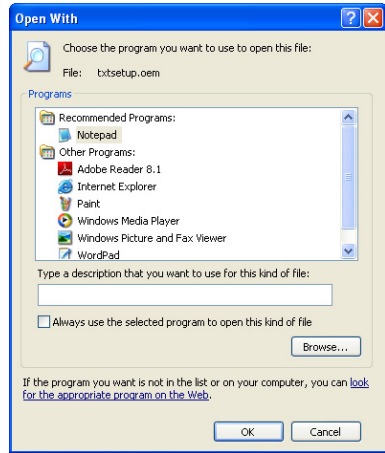 Open With
Choose the program you want to use to open this file:
File: txtsetup.oem
Programs
Recommended Programs:
Notepad
Other Programs:
Adobe Reader 8.1
Internet Explorer
Paint
Windows Media Player
Windows Picture and Fax Viewer
WordPad
Type a description that you want to use for this kind of file:
Always use the selected program to open this kind of file
Browse...
If the program you want is not in the list or on your computer, you can look
for the appropriate program on the Web.
OK Cancel